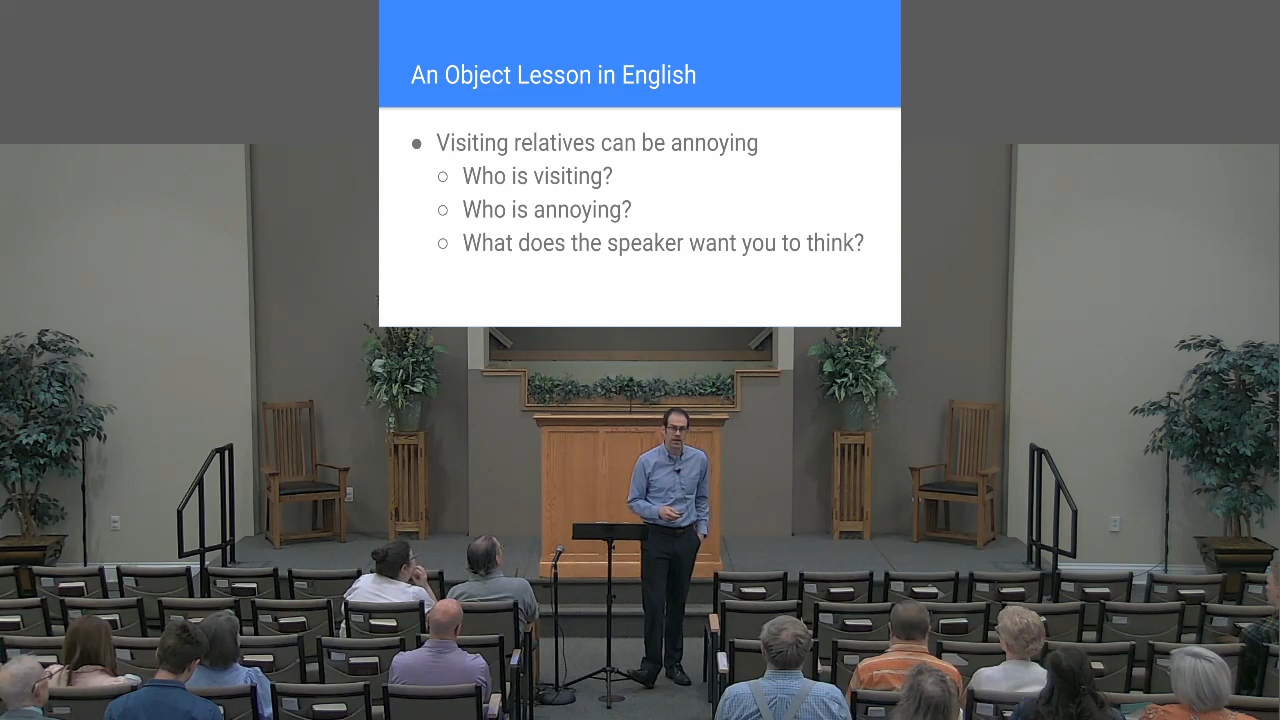 An Object Lesson in English
● Visiting relatives can be annoying
○ Who is visiting?
○ Who is annoying?
○ What does the speaker want you to think?